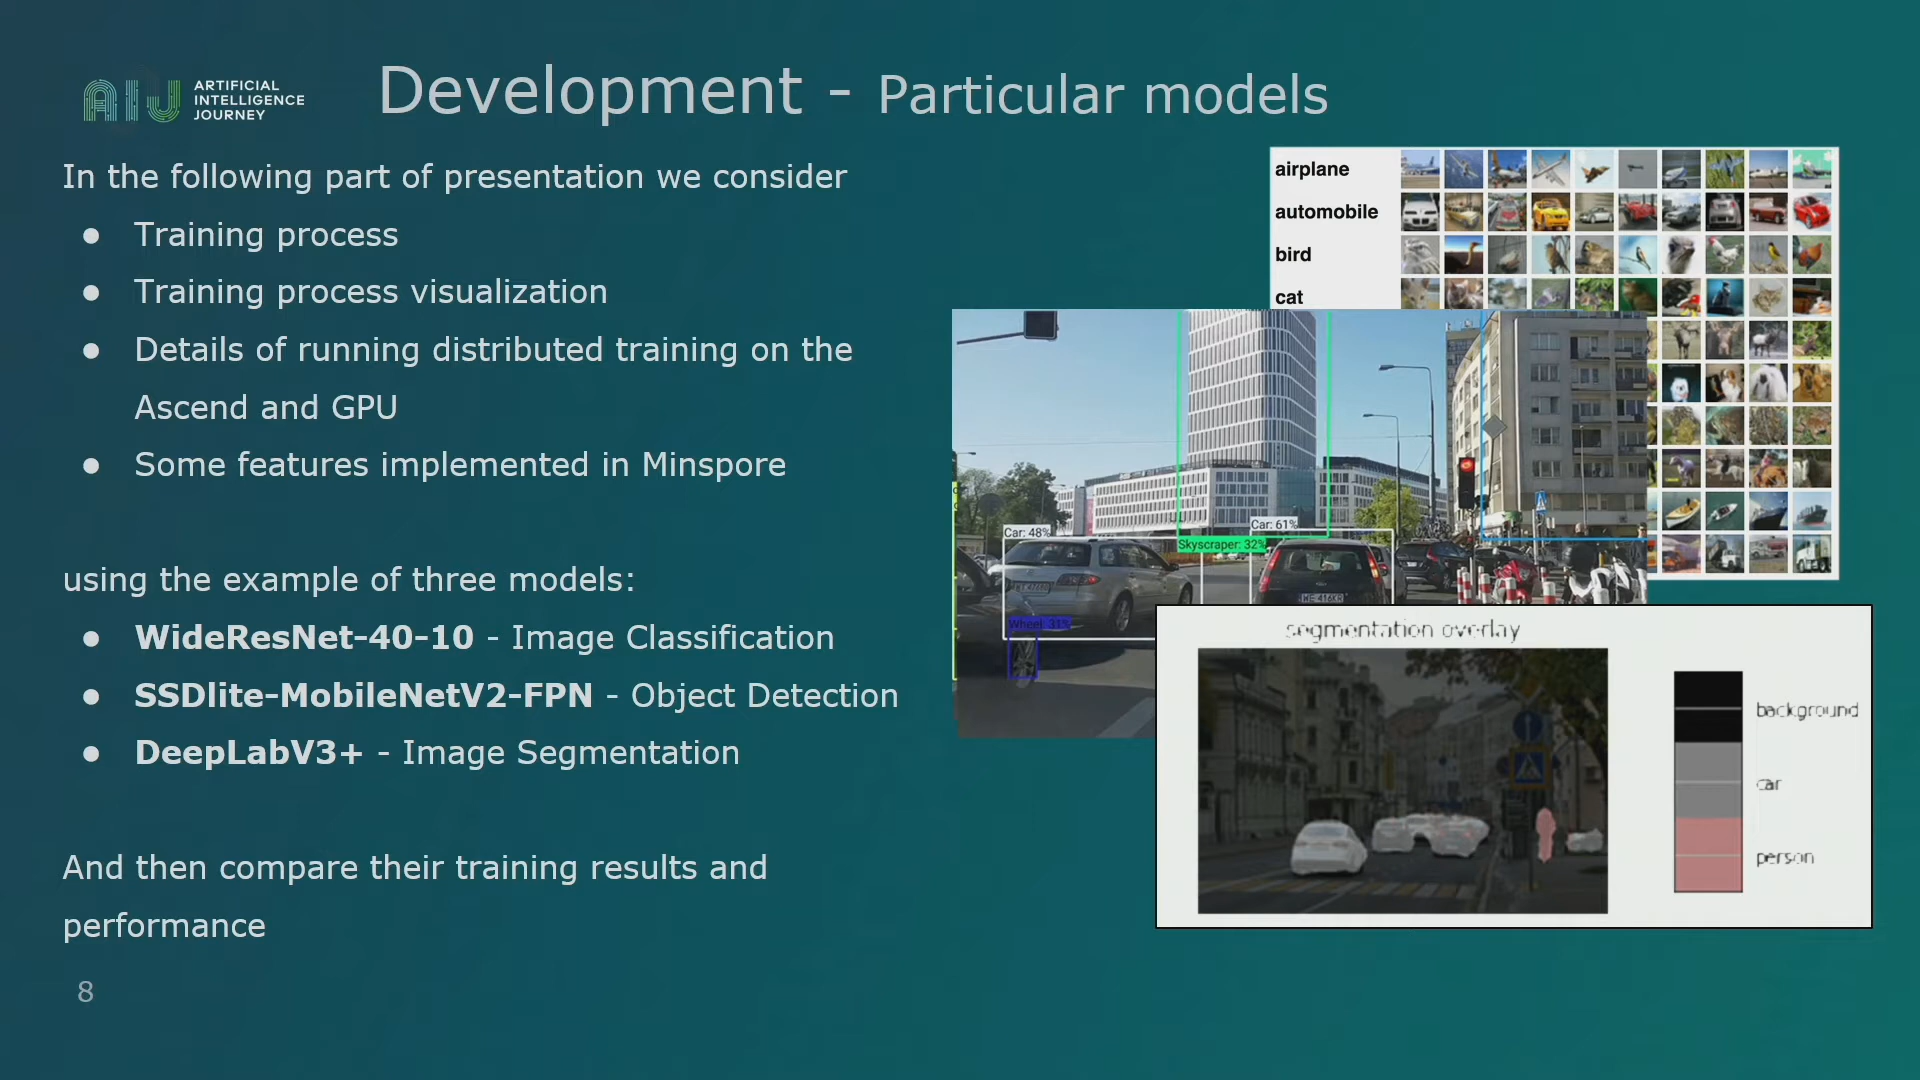 ARTIFICIAL
INTELLIGENCE
JOURNEY
Development - Particular models
In the following part of presentation we consider
● Training process
● Training process visualization
● Details of running distributed training on the
Ascend and GPU
● Some features implemented in Minspore
using the example of three models:
● WideResNet-40-10 - Image Classification
● SSDlite-MobileNetV2-FPN - Object Detection
● DeepLabV3+ - Image Segmentation
And then compare their training results and
performance
8
airplane
automobile
bird
cat
Car: 48%
Car: 61%
Skyscraper: 32%
Wheel: 31%
WE 416KR
segmentation overlay
background
car
person